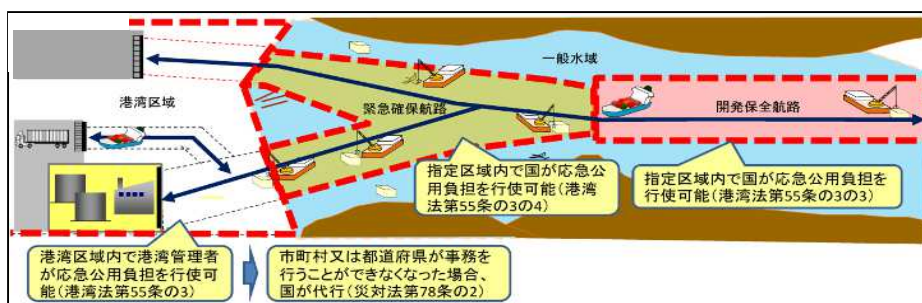 一般水域
港湾区域
緊急確保航路
開発保全航路
指定区域内で国が応急公
用負担を行使可能(港湾
法第55条の3の4)
指定区域内で国が応急公用負担を
行使可能(港湾法第55条の3の3)
港湾区域内で港湾管理者
が応急公用負担を行使可
能(港湾法第55条の3)
市町村又は都道府県が事務を
行うことができなくなった場合、
国が代行(災対法第78条の2)